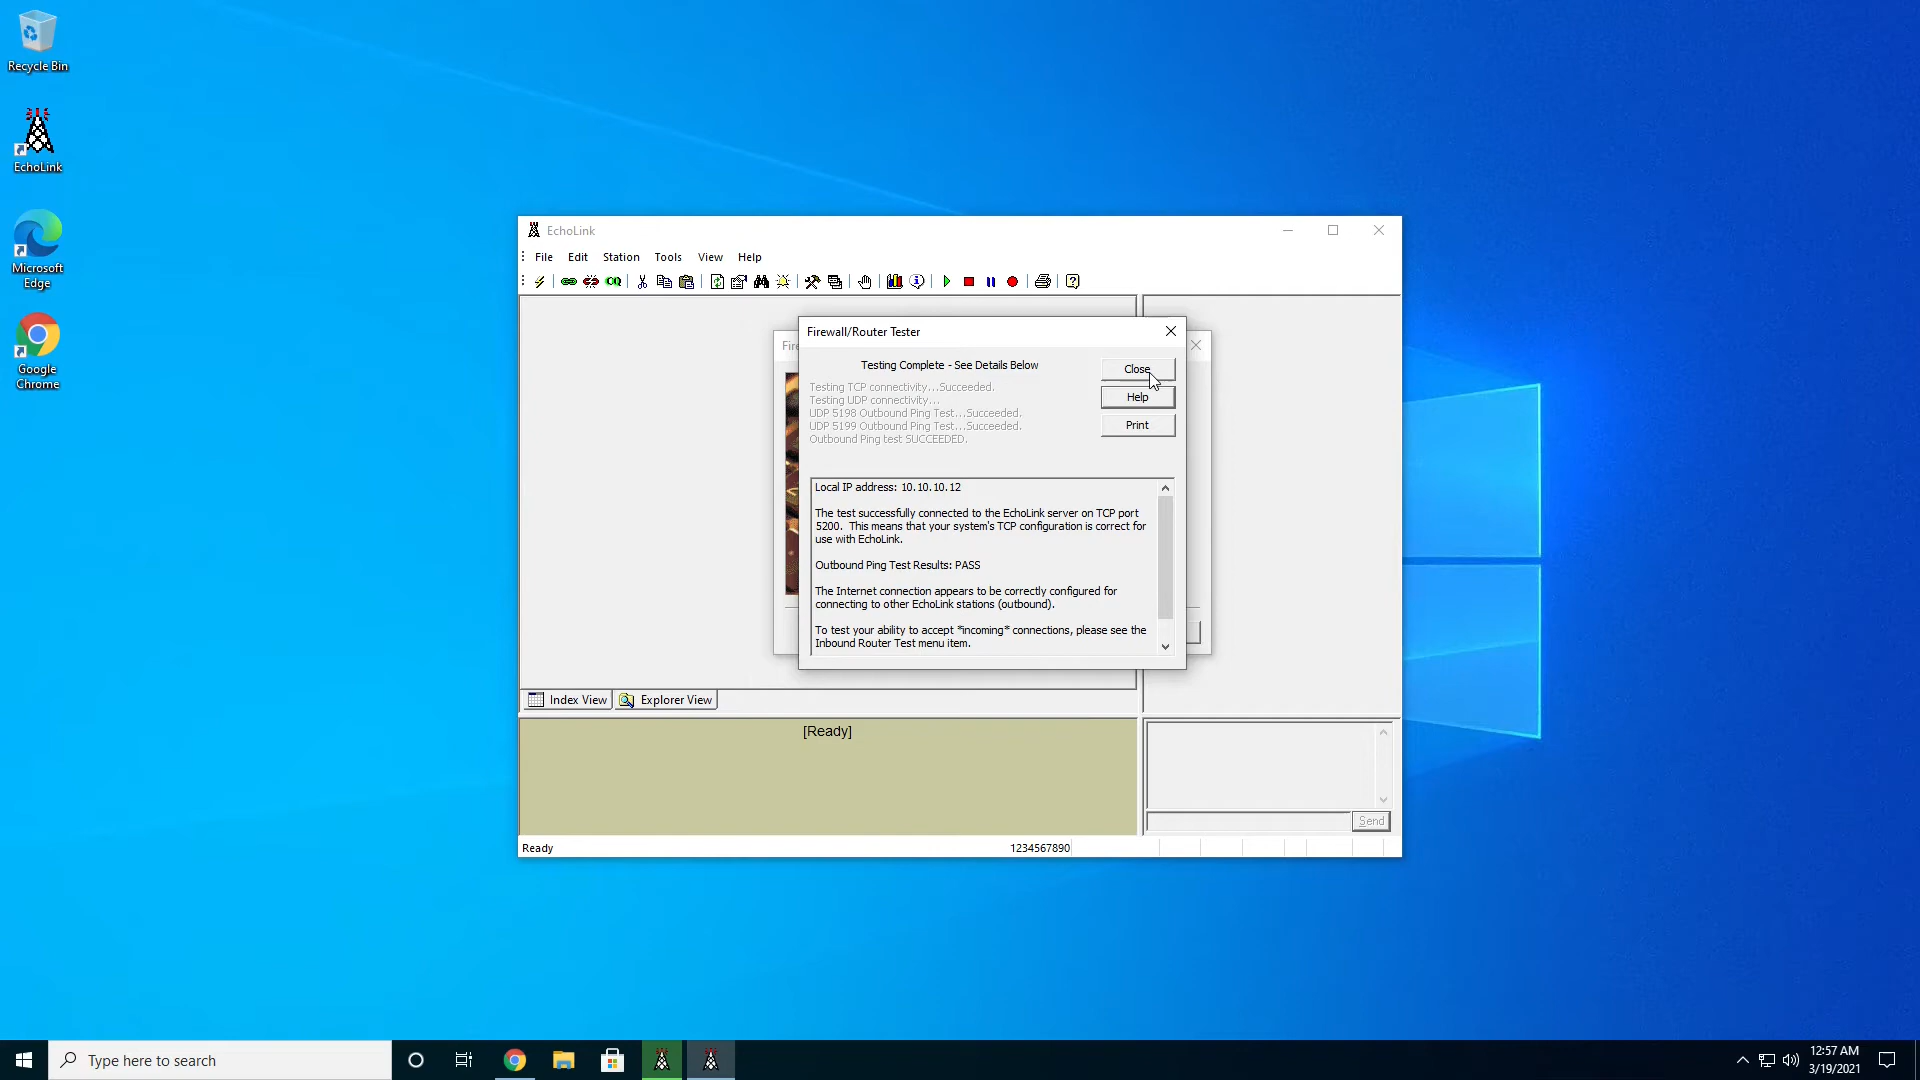 Recycle Bin
EchoLink
Microsoft
Edge
Google
Chrome
EchoLink
File Edit Station Tools View Help
Firewall/Router Tester
Testing Complete - See Details Below
Close
Testing TCP connectivity...Succeeded.
Testing UDP connectivity...
UDP 5198 Outbound Ping Test...Succeeded.
UDP 5199 Outbound Ping Test...Succeeded.
Outbound Ping test SUCCEEDED.
Help
Print
Local IP address: 10.10.10.12
The test successfully connected to the EchoLink server on TCP port
5200.  This means that your system's TCP configuration is correct for
use with EchoLink.
Outbound Ping Test Results: PASS
The Internet connection appears to be correctly configured for
connecting to other EchoLink stations (outbound).
To test your ability to accept *incoming* connections, please see the
Inbound Router Test menu item.
Index View Explorer View
[Ready]
Send
Ready 1234567890
Type here to search
12:57 AM
3/19/2021